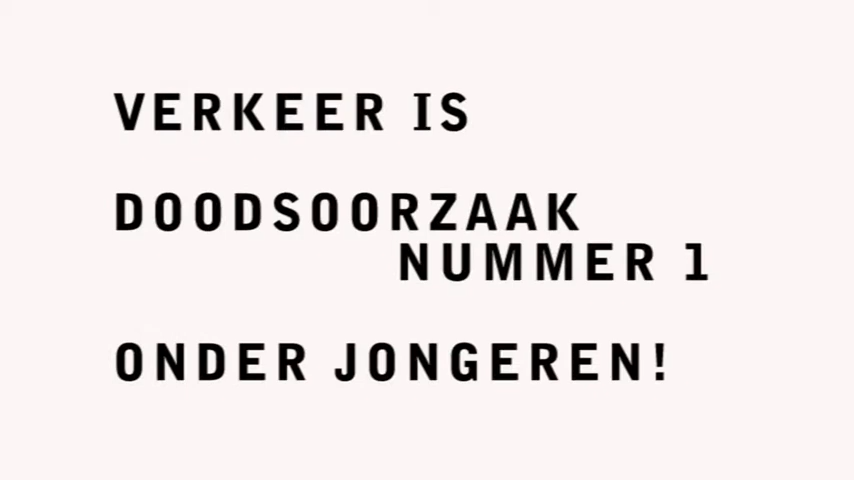 VERKEER IS
DOODSOORZAAK
NUMMER 1
ONDER JONGEREN!